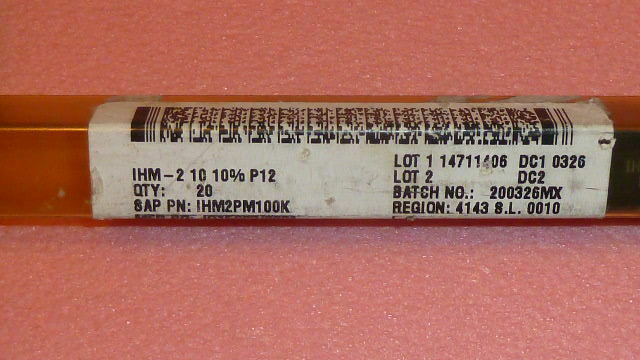 IHM-2 10 10% P12
QTY: 20
SAP PN: IHM2PM100K
LOT 1 14711406 DC1 0326
LOT 2 DC2
BATCH NO.: 200326MX
REGION: 4143 S.L. 0010